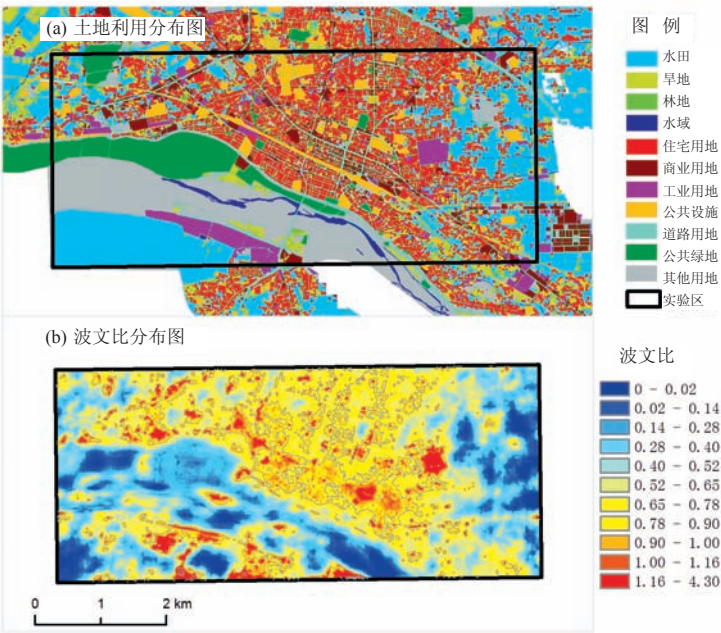 (a) 土地利用分布图
图 例
水田
旱地
林地
水域
住宅用地
商业用地
工业用地
公共设施
道路用地
公共绿地
其他用地
实验区
(b) 波文比分布图
波文比
0 - 0.02
0.02 - 0.14
0.14 - 0.28
0.28 - 0.40
0.40 - 0.52
0.52 - 0.65
0.65 - 0.78
0.78 - 0.90
0.90 - 1.00
1.00 - 1.16
1.16 - 4.30
0 1 2 km